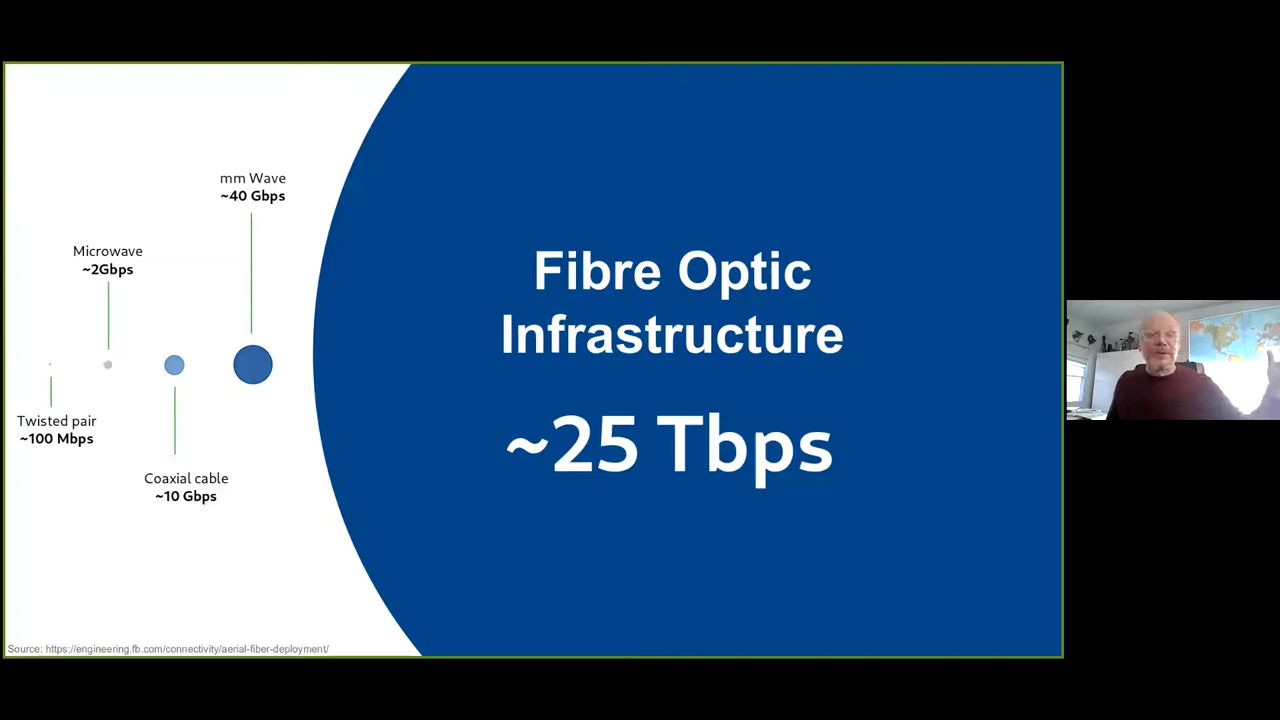 mm Wave
~40 Gbps
Microwave
~2Gbps
Twisted pair
~100 Mbps
Coaxial cable
~10 Gbps
Fibre Optic
Infrastructure
~25 Tbps
Source: https://engineering.fb.com/connectivity/aerial-fiber-deployment/